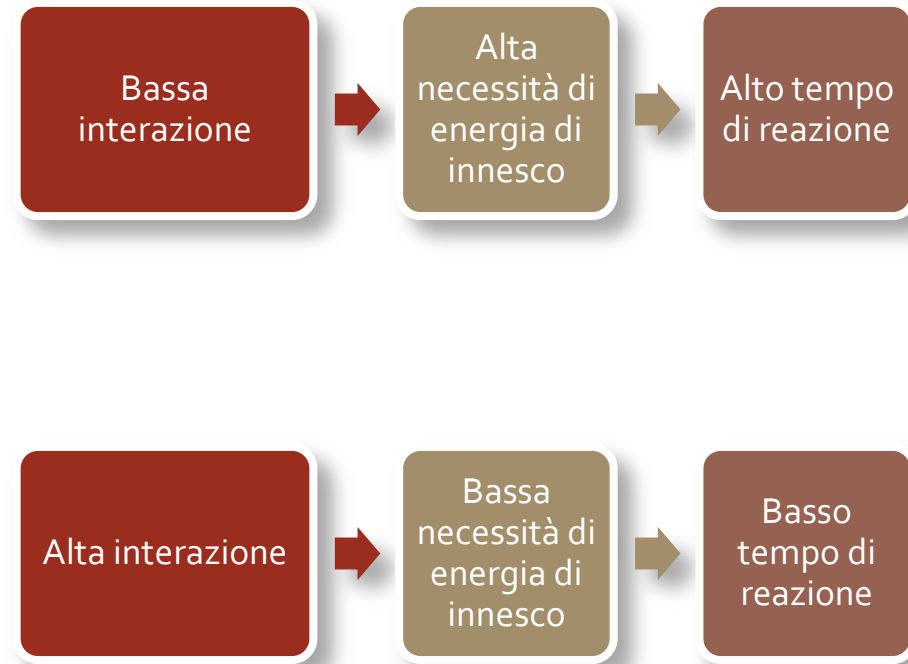 Bassa
interazione
Alta
necessità di
energia di
innesco
Alto tempo
di reazione
Alta interazione
Bassa
necessità di
energia di
innesco
Basso
tempo di
reazione